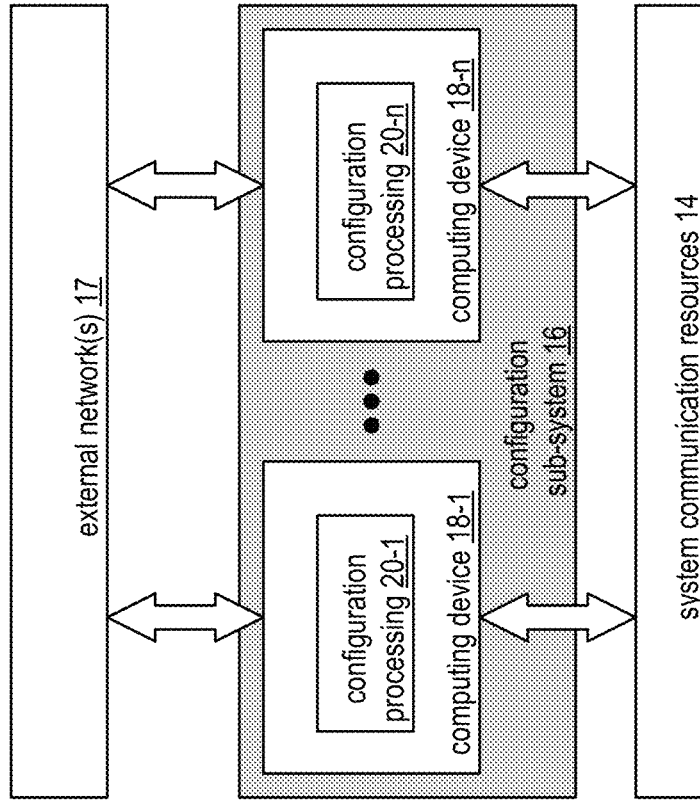 external network(s) 17
configuration
processing 20-1
computing device 18-1
configuration
processing 20-n
computing device 18-n
configuration
sub-system 16
system communication resources 14